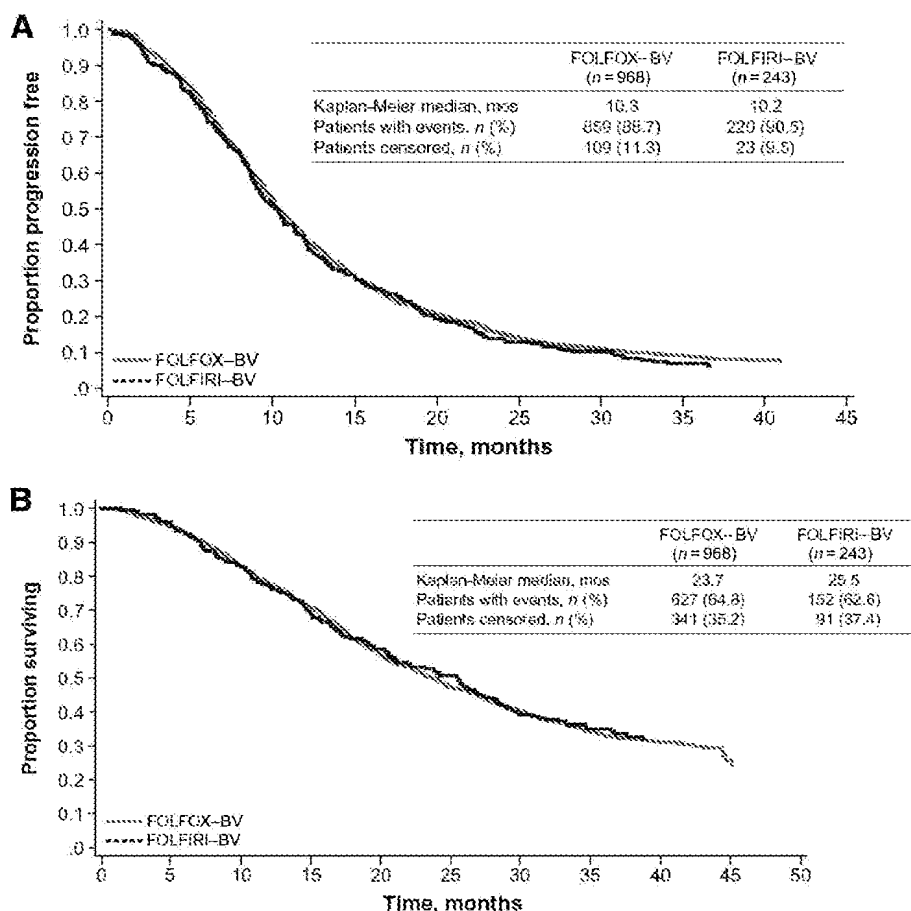 A
Proportion progression free
1.0
0.9
0.8
0.7
0.6
0.5
0.4
0.3
0.2
0.1
.0
FOLFOX–BV FOLFIRI–BV
(n=968) (n=243)
Kaplan-Meier median, mos 10.3 10.2
Patients with events, n (%) 859 (88.7) 220 (90.5)
Patients censored, n (%) 109 (11.3) 23 (9.5)
FOLFOX–BV
FOLFIRI–BV
0 5 10 15 20 25 30 35 40 45
Time, months
B
Proportion surviving
1.0
0.9
0.8
0.7
0.6
0.5
0.4
0.3
0.2
0.1
.0
FOLFOX–BV FOLFIRI–BV
(n=968) (n=243)
Kaplan-Meier median, mos 23.7 25.5
Patients with events, n (%) 627 (64.8) 152 (62.6)
Patients censored, n (%) 341 (35.2) 91 (37.4)
FOLFOX–BV
FOLFIRI–BV
0 5 10 15 20 25 30 35 40 45 50
Time, months